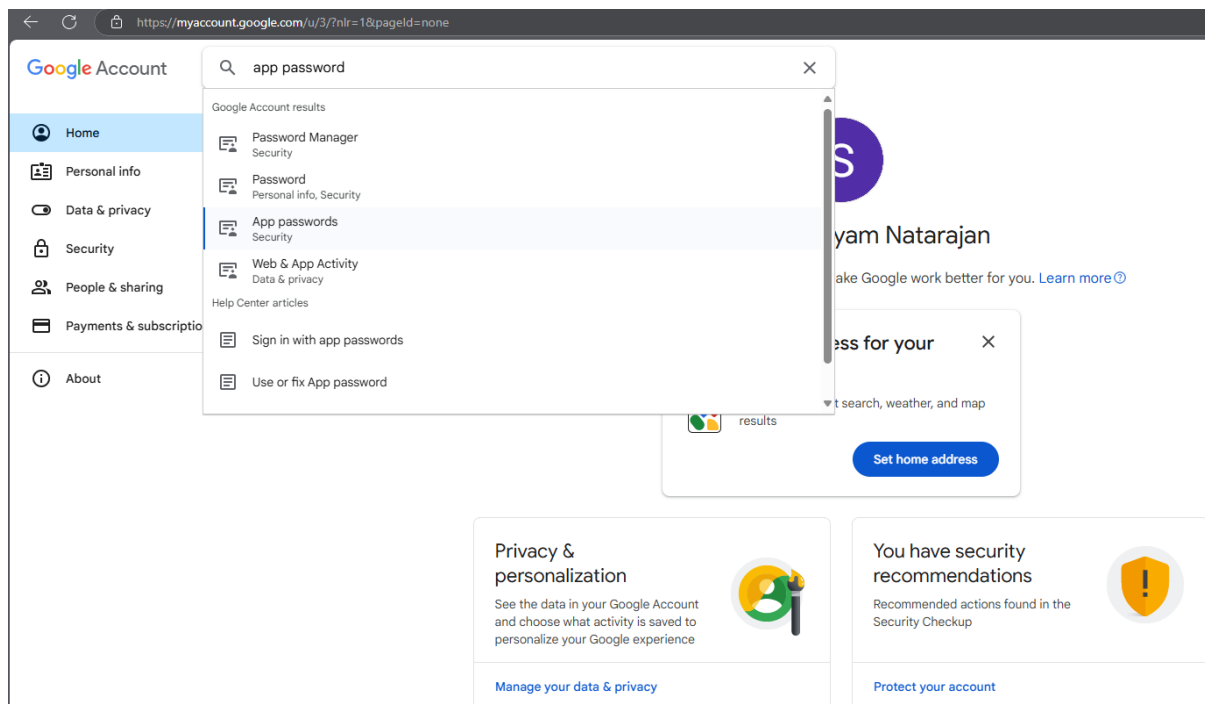 https://myaccount.google.com/u/3/?nlr=1&pageId=none
Google Account
app password
Home
Personal info
Data & privacy
Security
People & sharing
Payments & subscriptio
About
Google Account results
Password Manager
Security
Password
Personal info, Security
App passwords
Security
Web & App Activity
Data & privacy
Help Center articles
Sign in with app passwords
Use or fix App password
S
yam Natarajan
ake Google work better for you. Learn more
ess for your
t search, weather, and map
results
Set home address
Privacy &
personalization
See the data in your Google Account
and choose what activity is saved to
personalize your Google experience
Manage your data & privacy
You have security
recommendations
Recommended actions found in the
Security Checkup
Protect your account